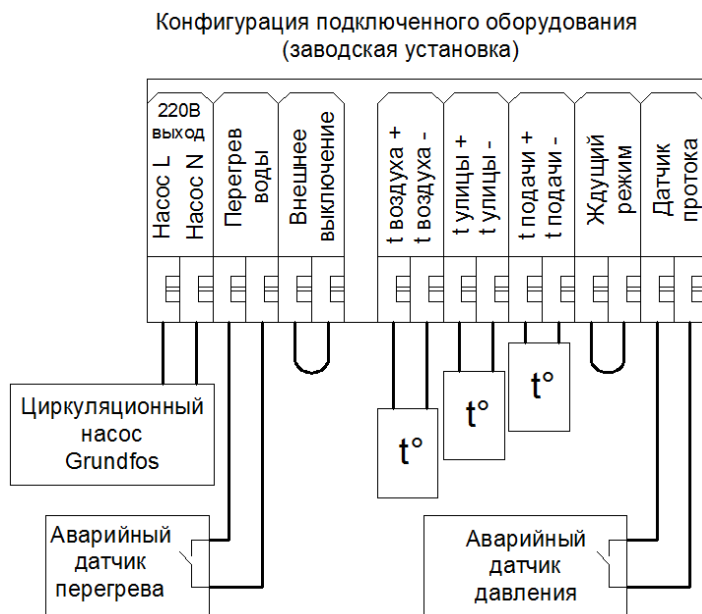 Конфигурация подключенного оборудования
(заводская установка)
220В
выход
Насос L
Насос N
Перегрев
воды
Внешнее
выключение
t воздуха +
t воздуха -
t улицы +
t улицы -
t подачи +
t подачи -
Ждущий
режим
Датчик
протока
Циркуляционный
насос
Grundfos
t°
t°
t°
Аварийный
датчик
перегрева
Аварийный
датчик
давления